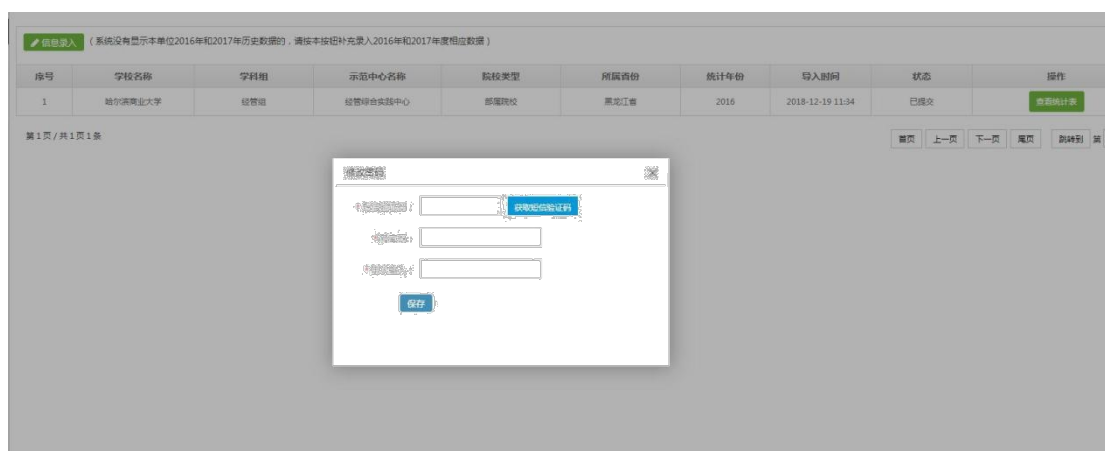 信息录入 （系统没有显示本单位2016年和2017年历史数据的，请按本按钮补充录入2016年和2017年度相应数据）
序号 学校名称 学科组 示范中心名称 院校类型 所属省份 统计年份 导入时间 状态 操作
1 哈尔滨商业大学 经管组 经管综合实践中心 部属院校 黑龙江省 2016 2018-12-19 11:34 已提交 查看统计表
第1页/共1页1条 首页 上一页 下一页 尾页 跳转到 第
修改密码
获取短信验证码
保存